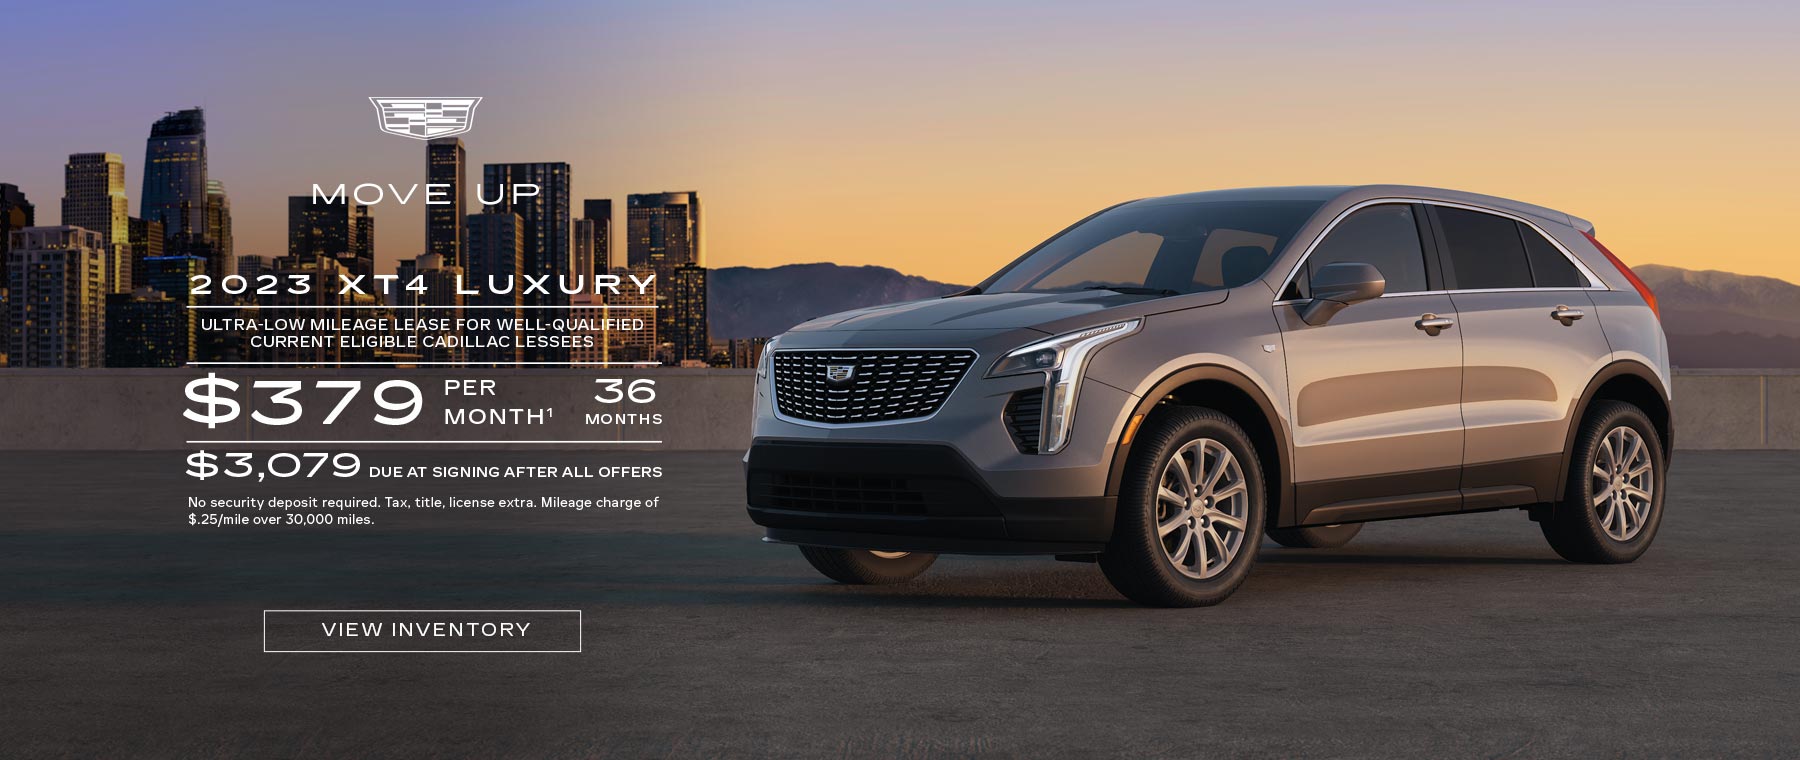 MOVE UP
2023 XT4 LUXURY
ULTRA-LOW MILEAGE LEASE FOR WELL-QUALIFIED
CURRENT ELIGIBLE CADILLAC LESSEES
$379 PER MONTH¹ 36 MONTHS
$3,079 DUE AT SIGNING AFTER ALL OFFERS
No security deposit required. Tax, title, license extra. Mileage charge of
$.25/mile over 30,000 miles.
VIEW INVENTORY